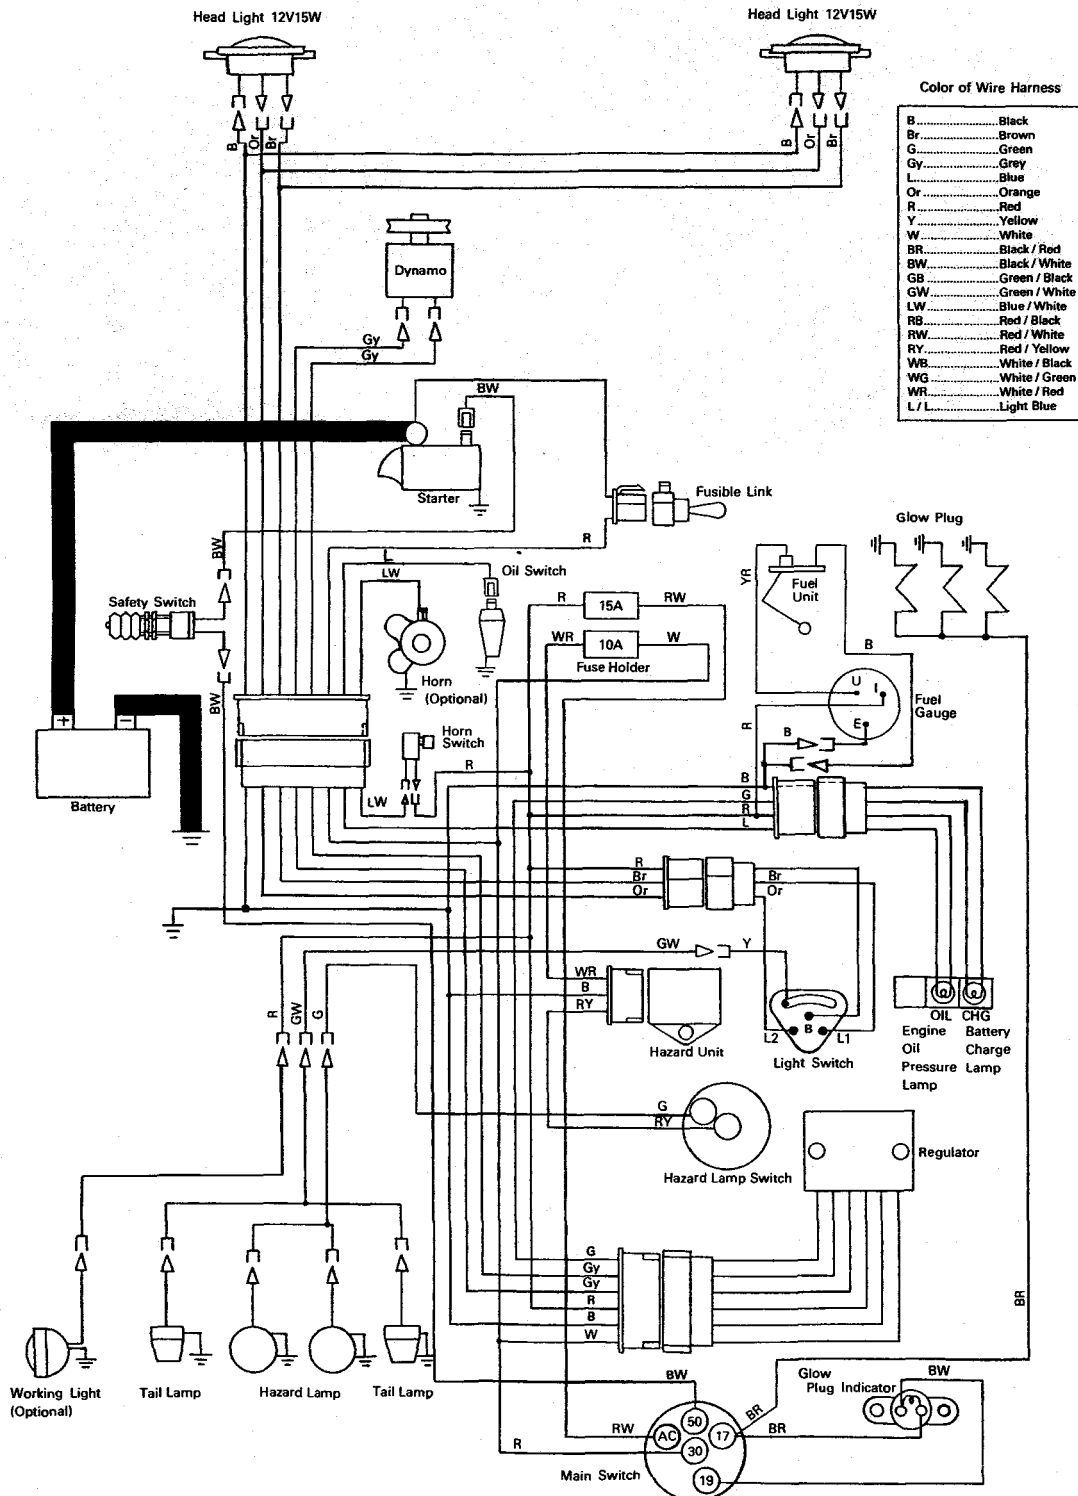 Head Light 12V15W
Head Light 12V15W
Color of Wire Harness
B Black
Br Brown
G Green
Gy Grey
L Blue
Or Orange
R Red
Y Yellow
W White
BR Black / Red
BW Black / White
GB Green / Black
GW Green / White
LW Blue / White
RB Red / Black
RW Red / White
RY Red / Yellow
WB White / Black
WG White / Green
WR White / Red
L / L Light Blue
B
Or
Br
B
Or
Br
Dynamo
Gy
Gy
BW
Starter
Fusible Link
Glow Plug
BW
R
L
LW
Oil Switch
YR
Fuel
Unit
Safety Switch
R
15A
RW
WR
10A
W
Fuse Holder
B
Horn
(Optional)
BW
U
I
E
Fuel
Gauge
+
−
Horn
Switch
R
B
R
Battery
LW
B
G
R
L
R
Br
Or
Br
Or
GW
Y
WR
B
RY
R
GW
G
Hazard Unit
L2
B
L1
Light Switch
OIL
CHG
Engine
Oil
Pressure
Lamp
Battery
Charge
Lamp
G
RY
Hazard Lamp Switch
Regulator
G
Gy
Gy
R
B
W
BR
Working Light
(Optional)
Tail Lamp
Hazard Lamp
Tail Lamp
BW
BR
Glow
Plug Indicator
BW
RW
AC
50
17
30
19
BR
R
Main Switch